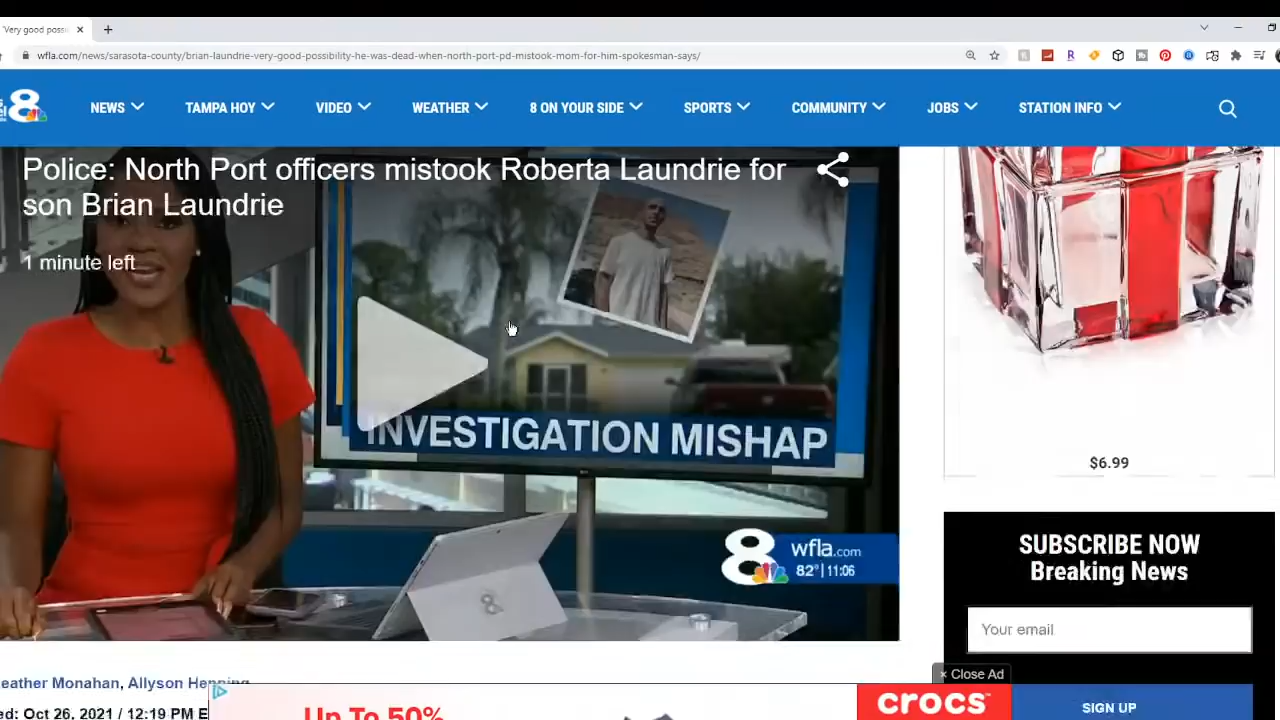 'Very good possi
wfla.com/news/sarasota-county/brian-laundrie-very-good-possibility-he-was-dead-when-north-port-pd-mistook-mom-for-him-spokesman-says/
8
NEWS
TAMPA HOY
VIDEO
WEATHER
8 ON YOUR SIDE
SPORTS
COMMUNITY
JOBS
STATION INFO
Police: North Port officers mistook Roberta Laundrie for
son Brian Laundrie
1 minute left
INVESTIGATION MISHAP
8 wfla.com
82° | 11:06
8
$6.99
SUBSCRIBE NOW
Breaking News
Your email
SIGN UP
eather Monahan, Allyson Henning
ed: Oct 26, 2021 / 12:19 PM E
× Close Ad
Up To 50%
crocs™